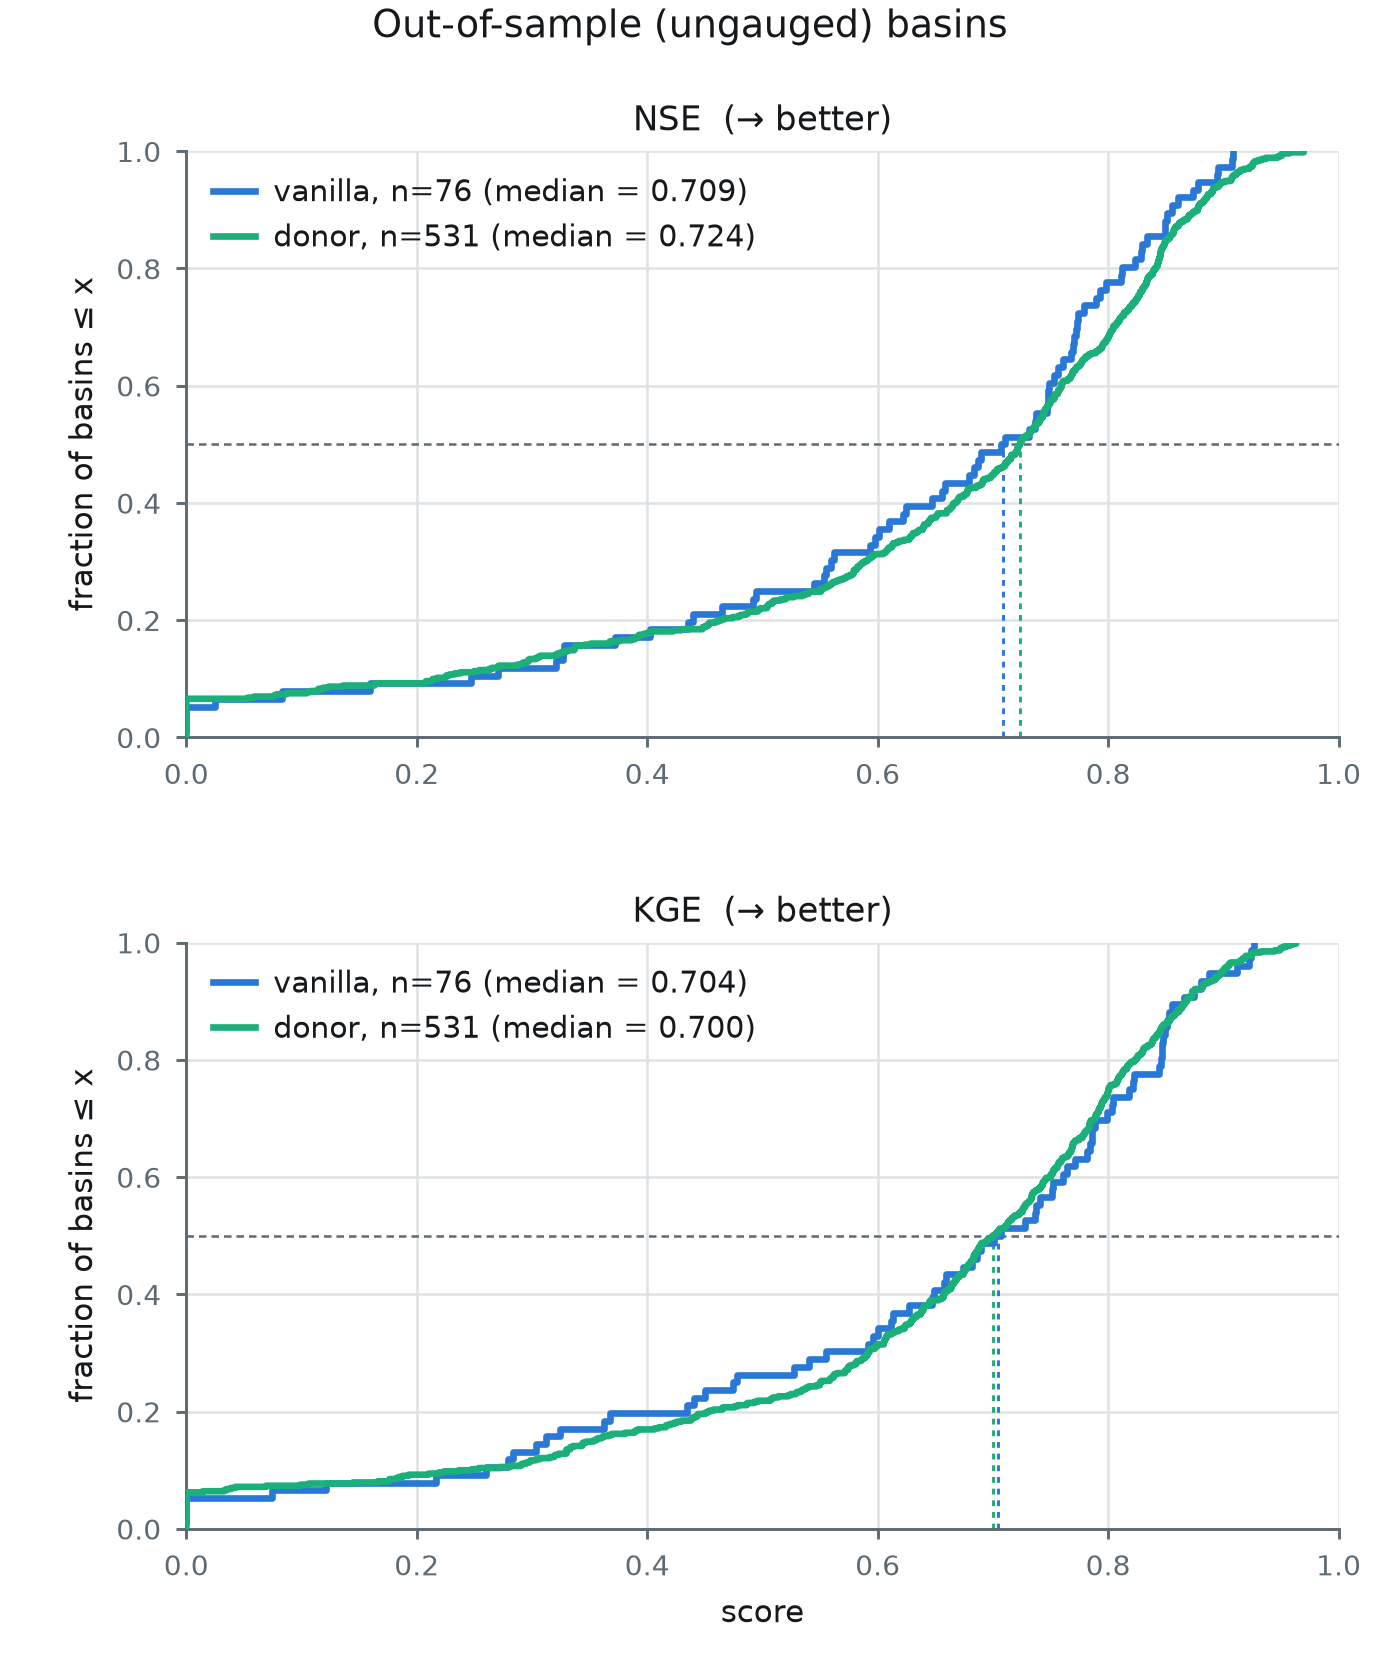 Out-of-sample (ungauged) basins
NSE  (→ better)
1.0
0.8
0.6
0.4
0.2
0.0
fraction of basins ≤ x
vanilla, n=76 (median = 0.709)
donor, n=531 (median = 0.724)
0.0 0.2 0.4 0.6 0.8 1.0
KGE  (→ better)
1.0
0.8
0.6
0.4
0.2
0.0
fraction of basins ≤ x
vanilla, n=76 (median = 0.704)
donor, n=531 (median = 0.700)
0.0 0.2 0.4 0.6 0.8 1.0
score